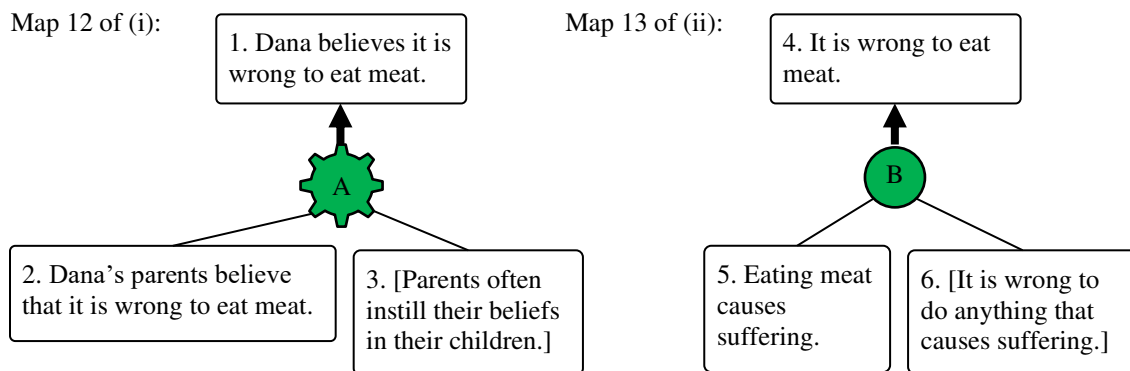 Map 12 of (i):
1. Dana believes it is
wrong to eat meat.
A
2. Dana’s parents believe
that it is wrong to eat meat.
3. [Parents often
instill their beliefs
in their children.]
Map 13 of (ii):
4. It is wrong to eat
meat.
B
5. Eating meat
causes
suffering.
6. [It is wrong to
do anything that
causes suffering.]